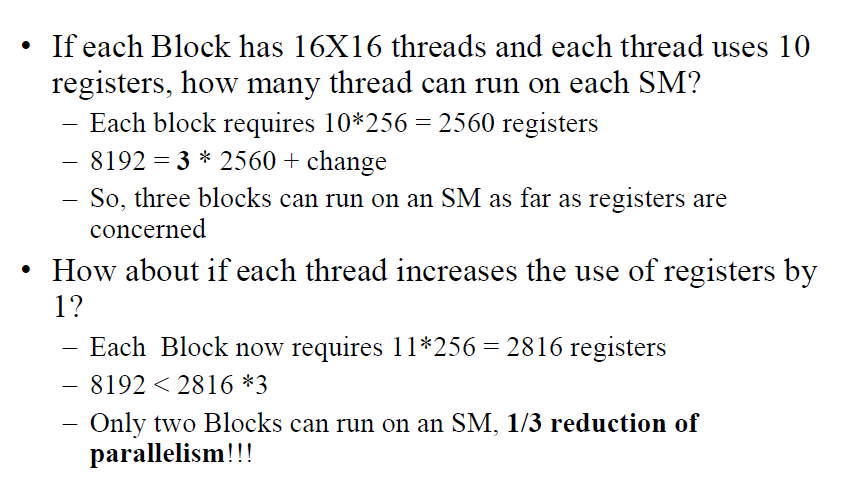 • If each Block has 16X16 threads and each thread uses 10
registers, how many thread can run on each SM?
– Each block requires 10*256 = 2560 registers
– 8192 = 3 * 2560 + change
– So, three blocks can run on an SM as far as registers are
concerned
• How about if each thread increases the use of registers by
1?
– Each  Block now requires 11*256 = 2816 registers
– 8192 < 2816 *3
– Only two Blocks can run on an SM, 1/3 reduction of
parallelism!!!